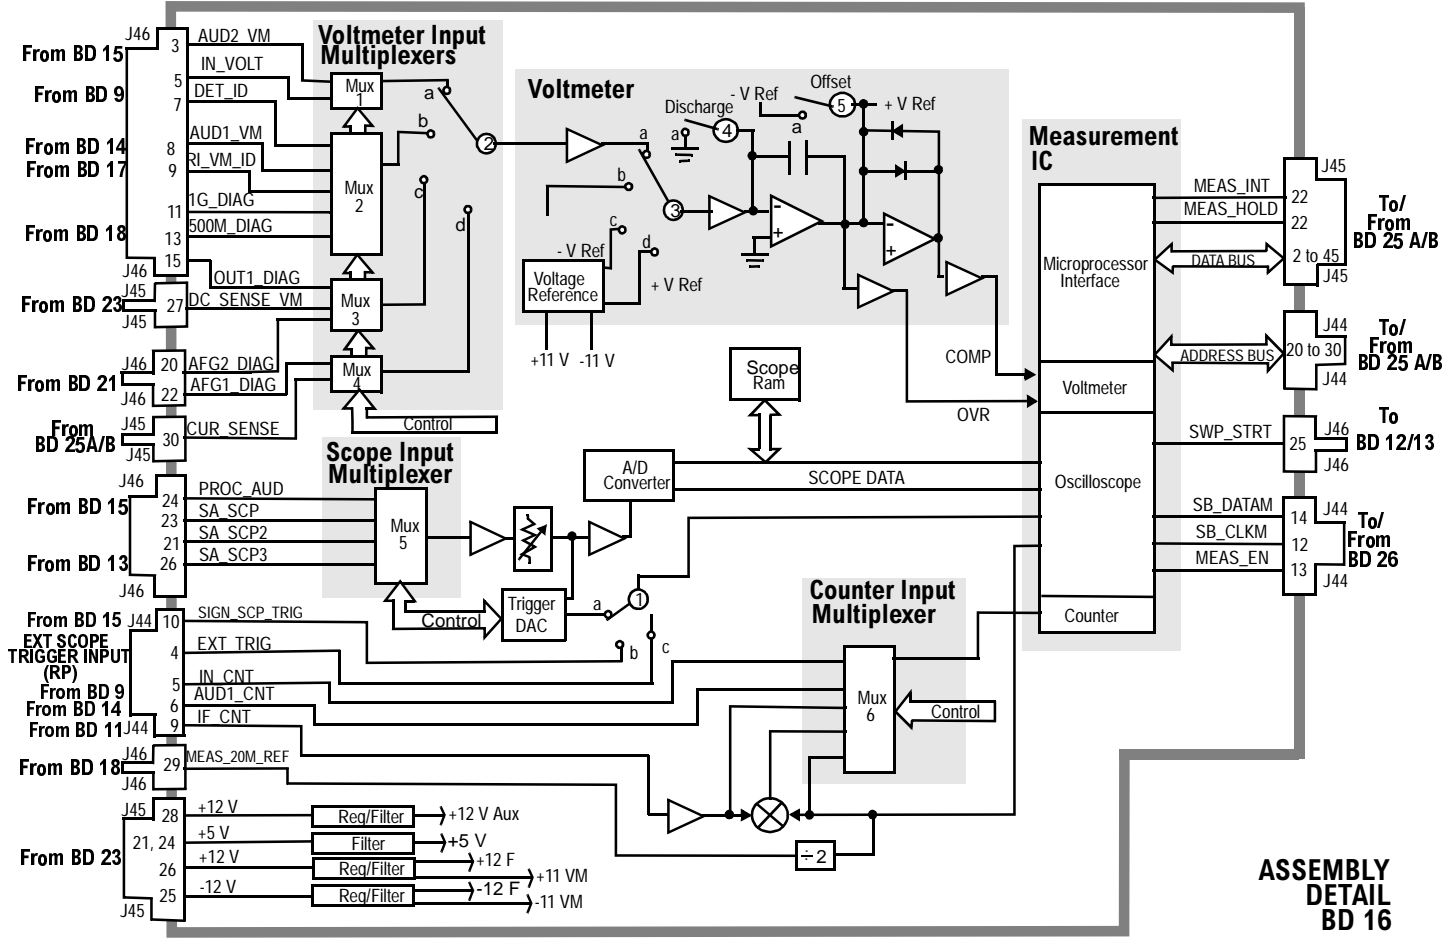 Voltmeter Input
Multiplexers
J46
From BD 15
3
AUD2_VM
5
IN_VOLT
From BD 9
7
DET_ID
From BD 14
8
AUD1_VM
From BD 17
9
RI_VM_ID
11
1G_DIAG
From BD 18
13
500M_DIAG
15
OUT1_DIAG
J46
J45
From BD 23
27
DC_SENSE_VM
J45
J46
20
AFG2_DIAG
From BD 21
22
AFG1_DIAG
J46
J45
From
BD 25A/B
30
CUR_SENSE
J45
Mux
1
Mux
2
Mux
3
Mux
4
Control
a
b
c
d
2
Voltmeter
Discharge
a
4
- V Ref
Offset
a
5
+ V Ref
a
b
c
d
3
- V Ref
+ V Ref
Voltage
Reference
+11 V
-11 V
-
+
-
+
COMP
OVR
Measurement
IC
Microprocessor
Interface
Voltmeter
Oscilloscope
Counter
J45
MEAS_INT
22
MEAS_HOLD
22
DATA BUS
2 to 45
J45
To/
From
BD 25 A/B
J44
ADDRESS BUS
20 to 30
J44
To/
From
BD 25 A/B
J46
SWP_STRT
25
J46
To
BD 12/13
J44
SB_DATAM
14
SB_CLKM
12
MEAS_EN
13
J44
To/
From
BD 26
Scope
Ram
Scope Input
Multiplexer
J46
From BD 15
24
PROC_AUD
23
SA_SCP
21
SA_SCP2
From BD 13
26
SA_SCP3
J46
Mux
5
A/D
Converter
SCOPE DATA
Control
Trigger
DAC
a
b
c
1
From BD 15
J44
10
SIGN_SCP_TRIG
EXT SCOPE
TRIGGER INPUT
(RP)
4
EXT_TRIG
From BD 9
5
IN_CNT
From BD 14
6
AUD1_CNT
From BD 11
J44
9
IF_CNT
Counter Input
Multiplexer
Mux
6
Control
J46
From BD 18
29
MEAS_20M_REF
J46
÷2
J45
From BD 23
28
+12 V
Reg/Filter
+12 V Aux
21, 24
+5 V
Filter
+5 V
26
+12 V
Reg/Filter
+12 F
+11 VM
25
-12 V
Reg/Filter
-12 F
-11 VM
J45
ASSEMBLY
DETAIL
BD 16